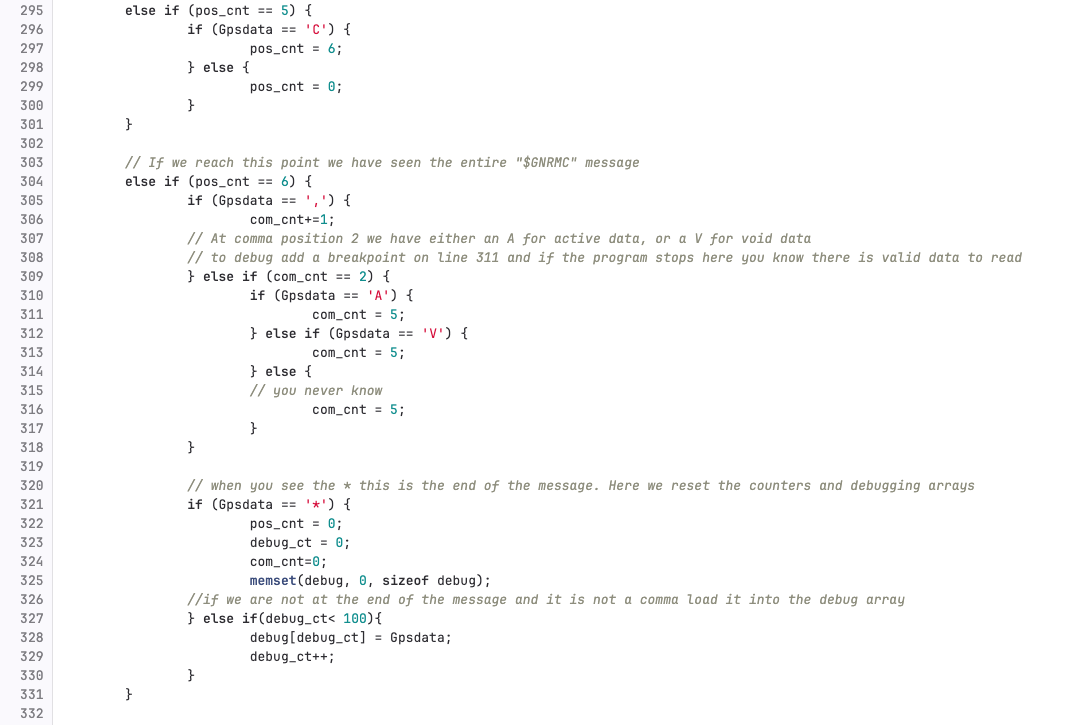 295 else if (pos_cnt == 5) {
296 if (Gpsdata == 'C') {
297 pos_cnt = 6;
298 } else {
299 pos_cnt = 0;
300 }
301 }
302
303 // If we reach this point we have seen the entire "$GNRMC" message
304 else if (pos_cnt == 6) {
305 if (Gpsdata == ',') {
306 com_cnt+=1;
307 // At comma position 2 we have either an A for active data, or a V for void data
308 // to debug add a breakpoint on line 311 and if the program stops here you know there is valid data to read
309 } else if (com_cnt == 2) {
310 if (Gpsdata == 'A') {
311 com_cnt = 5;
312 } else if (Gpsdata == 'V') {
313 com_cnt = 5;
314 } else {
315 // you never know
316 com_cnt = 5;
317 }
318 }
319
320 // when you see the * this is the end of the message. Here we reset the counters and debugging arrays
321 if (Gpsdata == '*') {
322 pos_cnt = 0;
323 debug_ct = 0;
324 com_cnt=0;
325 memset(debug, 0, sizeof debug);
326 //if we are not at the end of the message and it is not a comma load it into the debug array
327 } else if(debug_ct< 100){
328 debug[debug_ct] = Gpsdata;
329 debug_ct++;
330 }
331 }
332